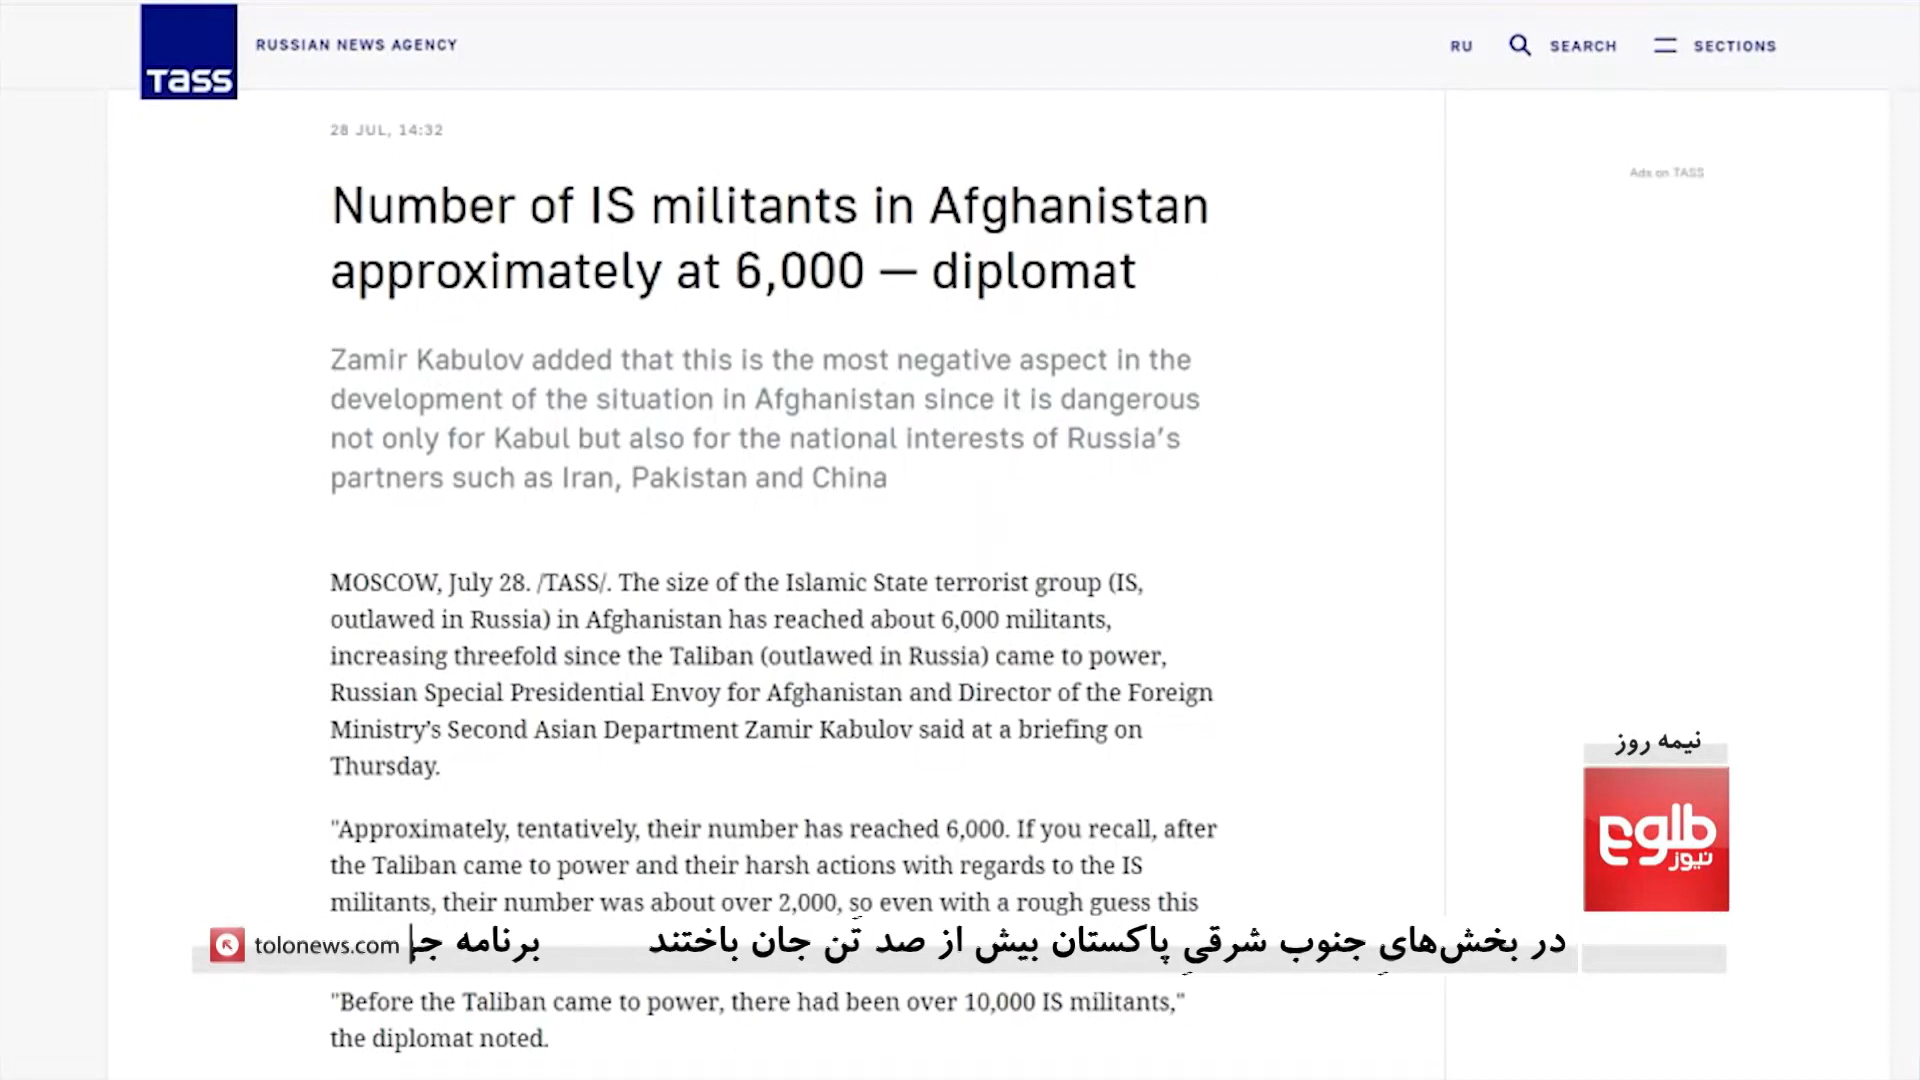 TASS
RUSSIAN NEWS AGENCY
RU
SEARCH
SECTIONS
28 JUL, 14:32
Ads on TASS
Number of IS militants in Afghanistan
approximately at 6,000 — diplomat
Zamir Kabulov added that this is the most negative aspect in the
development of the situation in Afghanistan since it is dangerous
not only for Kabul but also for the national interests of Russia’s
partners such as Iran, Pakistan and China
MOSCOW, July 28. /TASS/. The size of the Islamic State terrorist group (IS,
outlawed in Russia) in Afghanistan has reached about 6,000 militants,
increasing threefold since the Taliban (outlawed in Russia) came to power,
Russian Special Presidential Envoy for Afghanistan and Director of the Foreign
Ministry’s Second Asian Department Zamir Kabulov said at a briefing on
Thursday.
"Approximately, tentatively, their number has reached 6,000. If you recall, after
the Taliban came to power and their harsh actions with regards to the IS
militants, their number was about over 2,000, so even with a rough guess this
نیمه روز
طلوع
نیوز
در بخش‌های جنوب شرقی پاکستان بیش از صد تن جان باختند برنامه
tolonews.com
"Before the Taliban came to power, there had been over 10,000 IS militants,"
the diplomat noted.